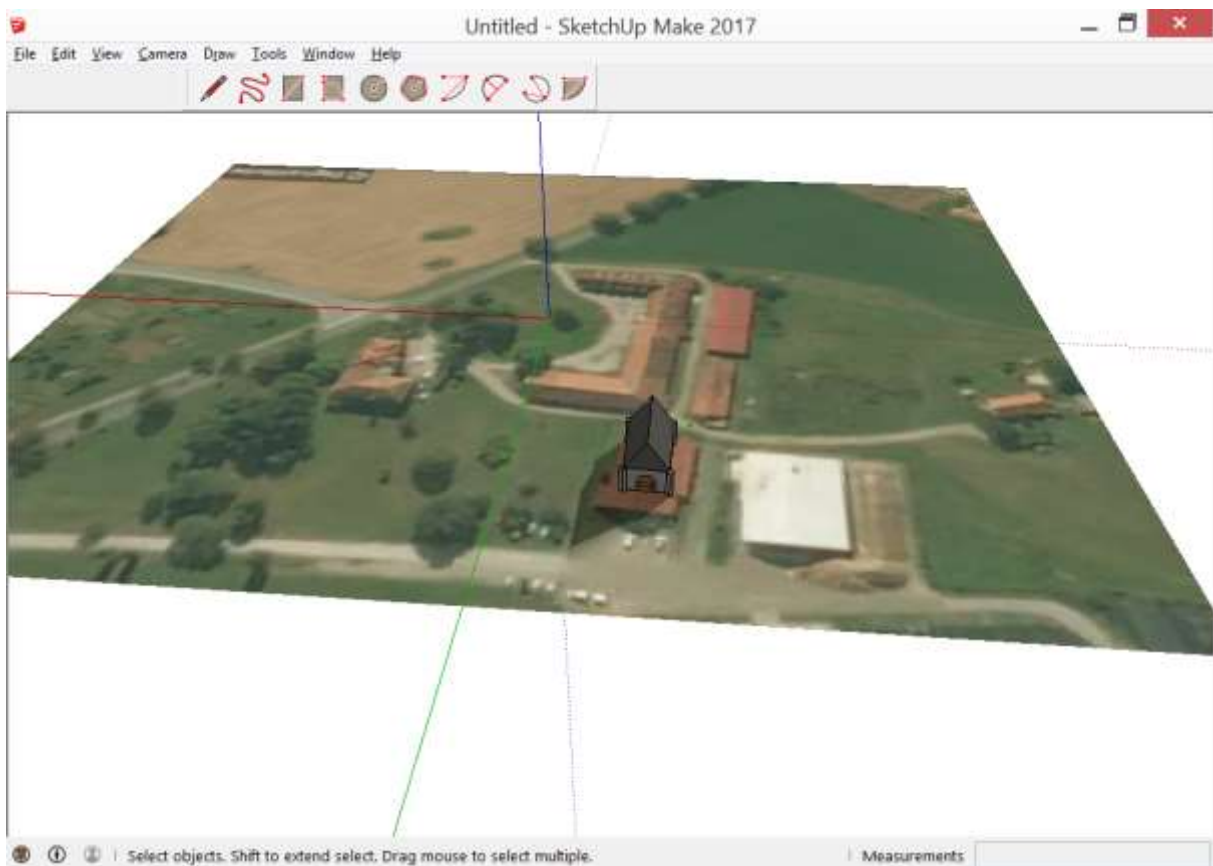 Untitled - SketchUp Make 2017
File Edit View Camera Draw Tools Window Help
Select objects. Shift to extend select. Drag mouse to select multiple.
Measurements